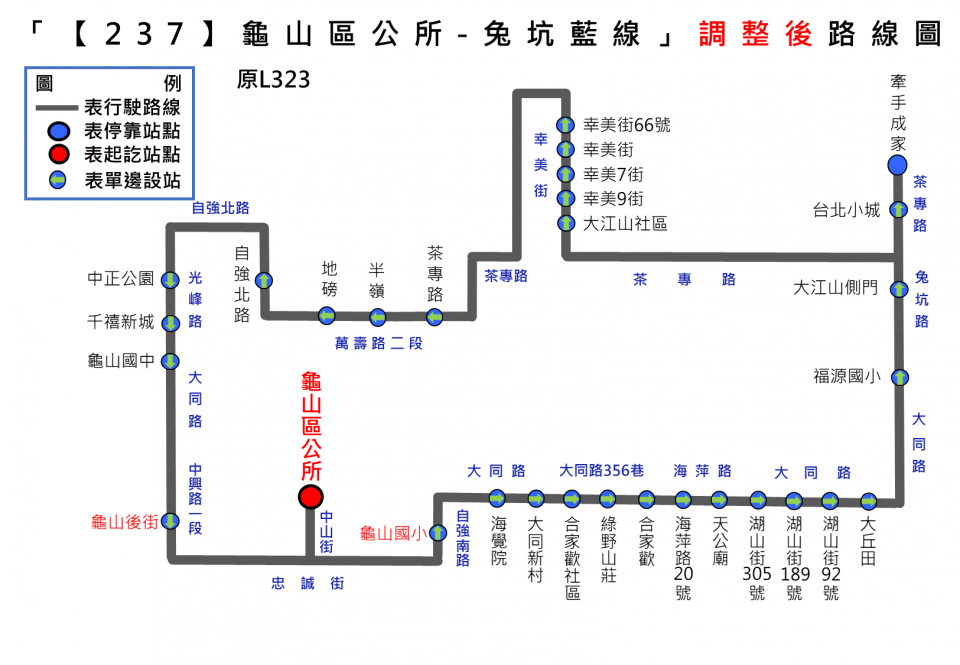 「【237】龜山區公所-兔坑藍線」調整後路線圖
原L323
圖例
表行駛路線
表停靠站點
表起訖站點
表單邊設站
自強北路
中正公園
千禧新城
龜山國中
光峰路
大同路
中興路一段
龜山後街
自強北路
地磅
半嶺
茶專路
萬壽路二段
茶專路
幸美街
幸美街66號
幸美街
幸美7街
幸美9街
大江山社區
茶專路
牽手成家
茶專路
台北小城
大江山側門
兔坑路
福源國小
大同路
龜山區公所
中山街
忠誠街
龜山國小
自強南路
大同路
大同路356巷
海萍路
大同路
海覺院
大同新村
合家歡社區
綠野山莊
合家歡
海萍路20號
天公廟
湖山街305號
湖山街189號
湖山街92號
大丘田